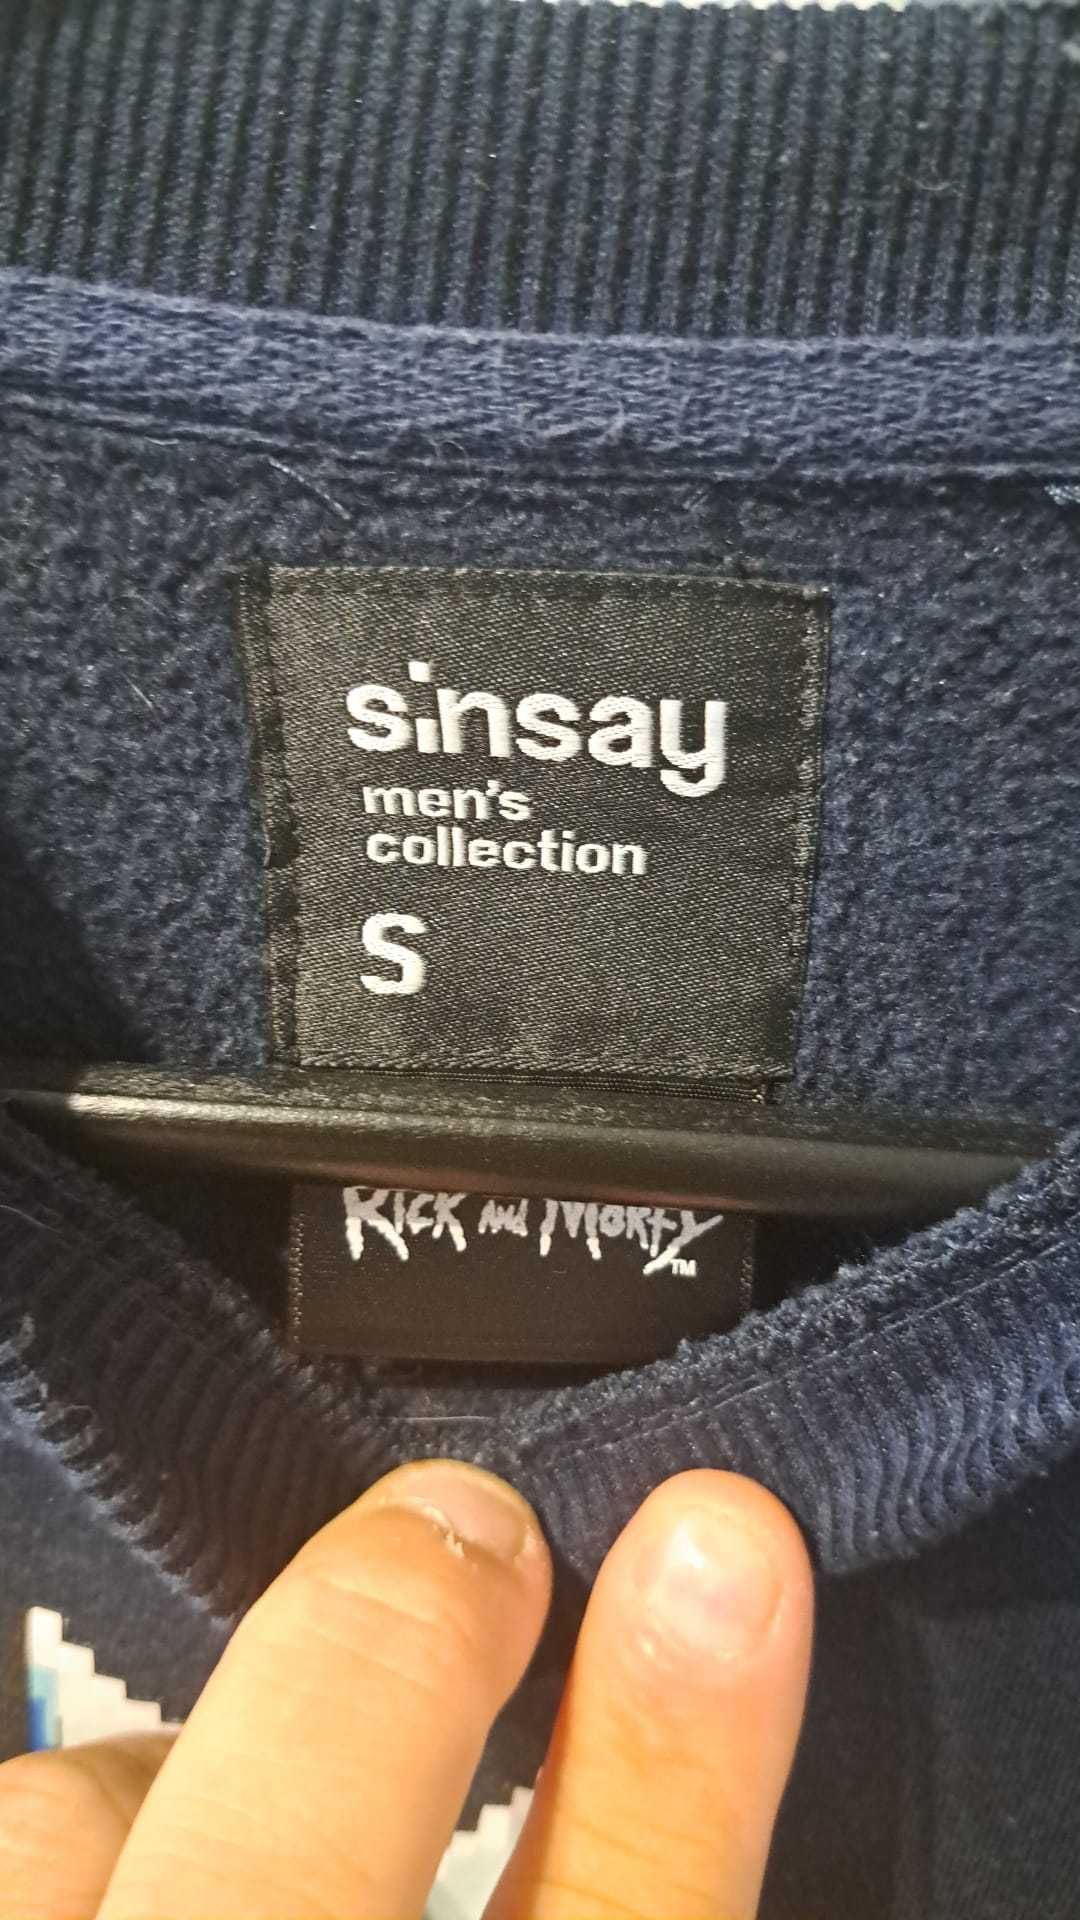 sinsay
men's
collection
S
Rick and Morty
TM